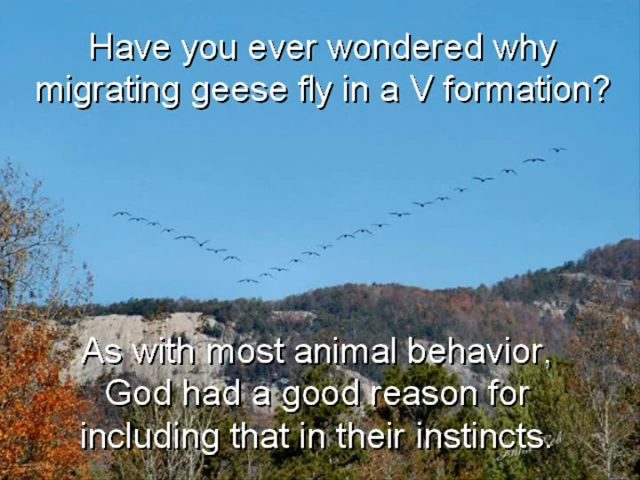 Have you ever wondered why
migrating geese fly in a V formation?
As with most animal behavior,
God had a good reason for
including that in their instincts.